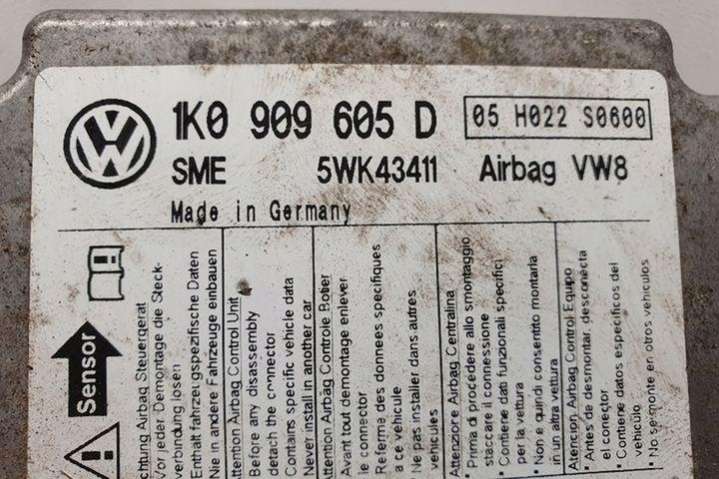 1K0 909 605 D
05 H022 S0600
SME 5WK43411 Airbag VW8
Made in Germany
Sensor
Achtung Airbag Steuergerät
Vor jeder Demontage die Steck-
verbindung lösen
Enthält fahrzeugspezifische Daten
Nie in andere Fahrzeuge einbauen
Attention Airbag Control Unit
Before any disassembly
detach the connector
Contains specific vehicle data
Never install in another car
Attention Airbag Controle Boitier
Avant tout demontage enlever
le connector
Referma des donnees specifiques
a ce vehicule
Ne pas installer dans autres
vehicules
Attenzione Airbag Centralina
• Prima di procedere allo smontaggio
staccare il connessione
• Contiene dati funzionali specifici
per la vettura
• Non e quindi consentito montarla
in un altra vettura
Atencion Airbag Control Equipo
• Antes de desmontar, desconecta
el conector
• Contiene datos especificos del
vehiculo
• No se monte en otros vehiculos